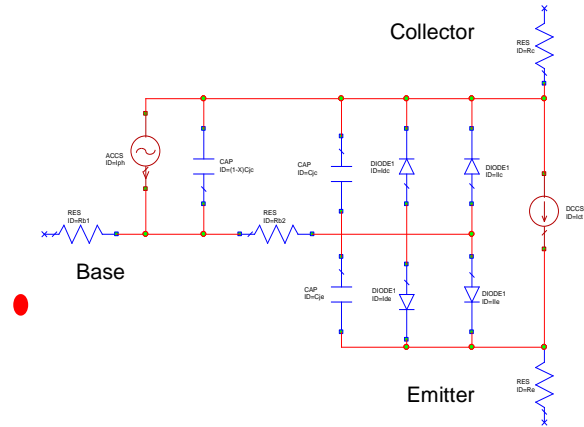 Collector
RES
ID=Rc
ACCS
ID=Iph
CAP
ID=(1-X)Cjc
CAP
ID=Cjc
DIODE1
ID=Idc
DIODE1
ID=Ilc
DCCS
ID=Ict
RES
ID=Rb1
RES
ID=Rb2
Base
CAP
ID=Cje
DIODE1
ID=Ide
DIODE1
ID=Ile
Emitter
RES
ID=Re